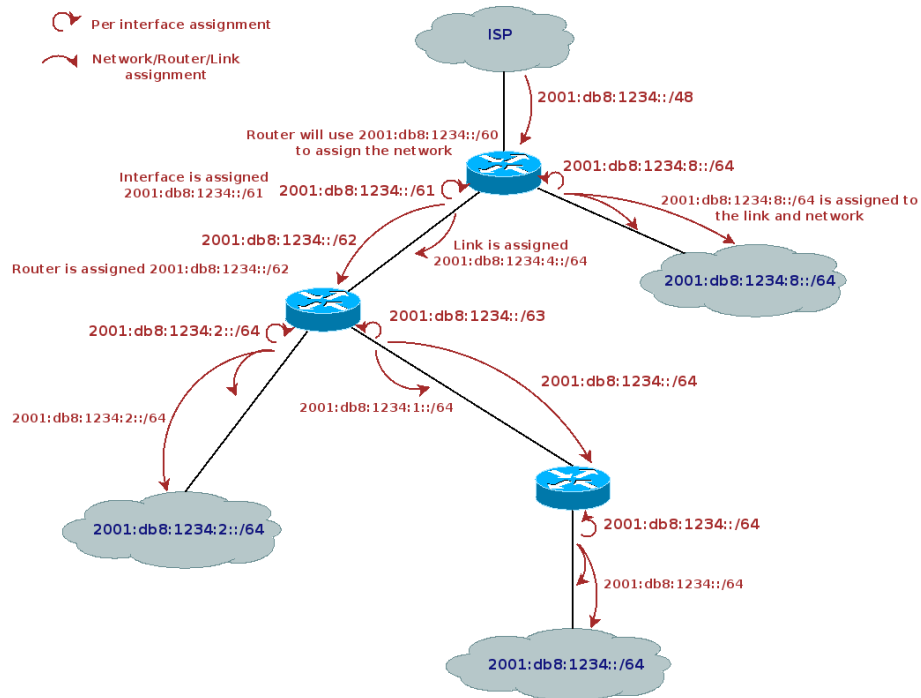 Per interface assignment
Network/Router/Link
assignment
ISP
2001:db8:1234::/48
Router will use 2001:db8:1234::/60
to assign the network
2001:db8:1234:8::/64
Interface is assigned
2001:db8:1234::/61
2001:db8:1234::/61
2001:db8:1234:8::/64 is assigned to
the link and network
2001:db8:1234::/62
Link is assigned
2001:db8:1234:4::/64
Router is assigned 2001:db8:1234::/62
2001:db8:1234:8::/64
2001:db8:1234:2::/64
2001:db8:1234::/63
2001:db8:1234::/64
2001:db8:1234:2::/64
2001:db8:1234:1::/64
2001:db8:1234:2::/64
2001:db8:1234::/64
2001:db8:1234::/64
2001:db8:1234::/64